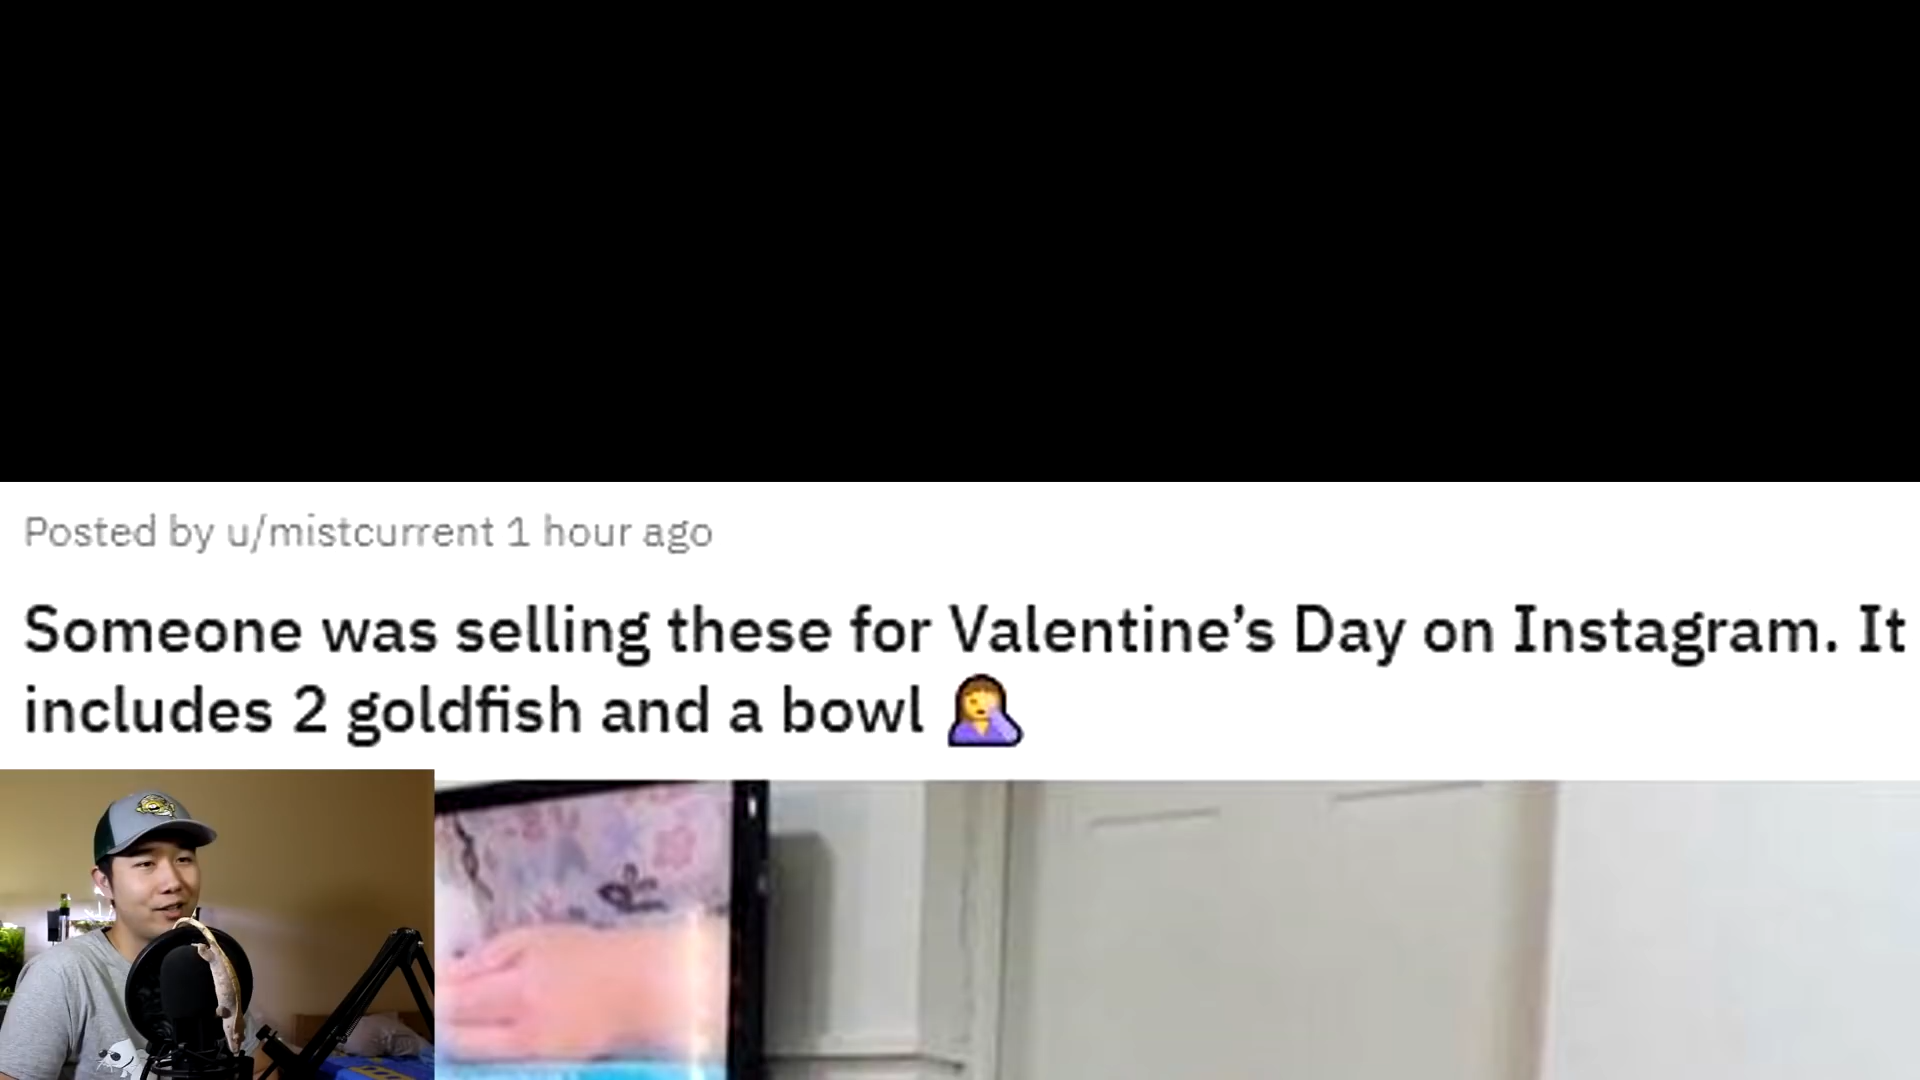 Posted by u/mistcurrent 1 hour ago
Someone was selling these for Valentine’s Day on Instagram. It
includes 2 goldfish and a bowl 🤦‍♀️